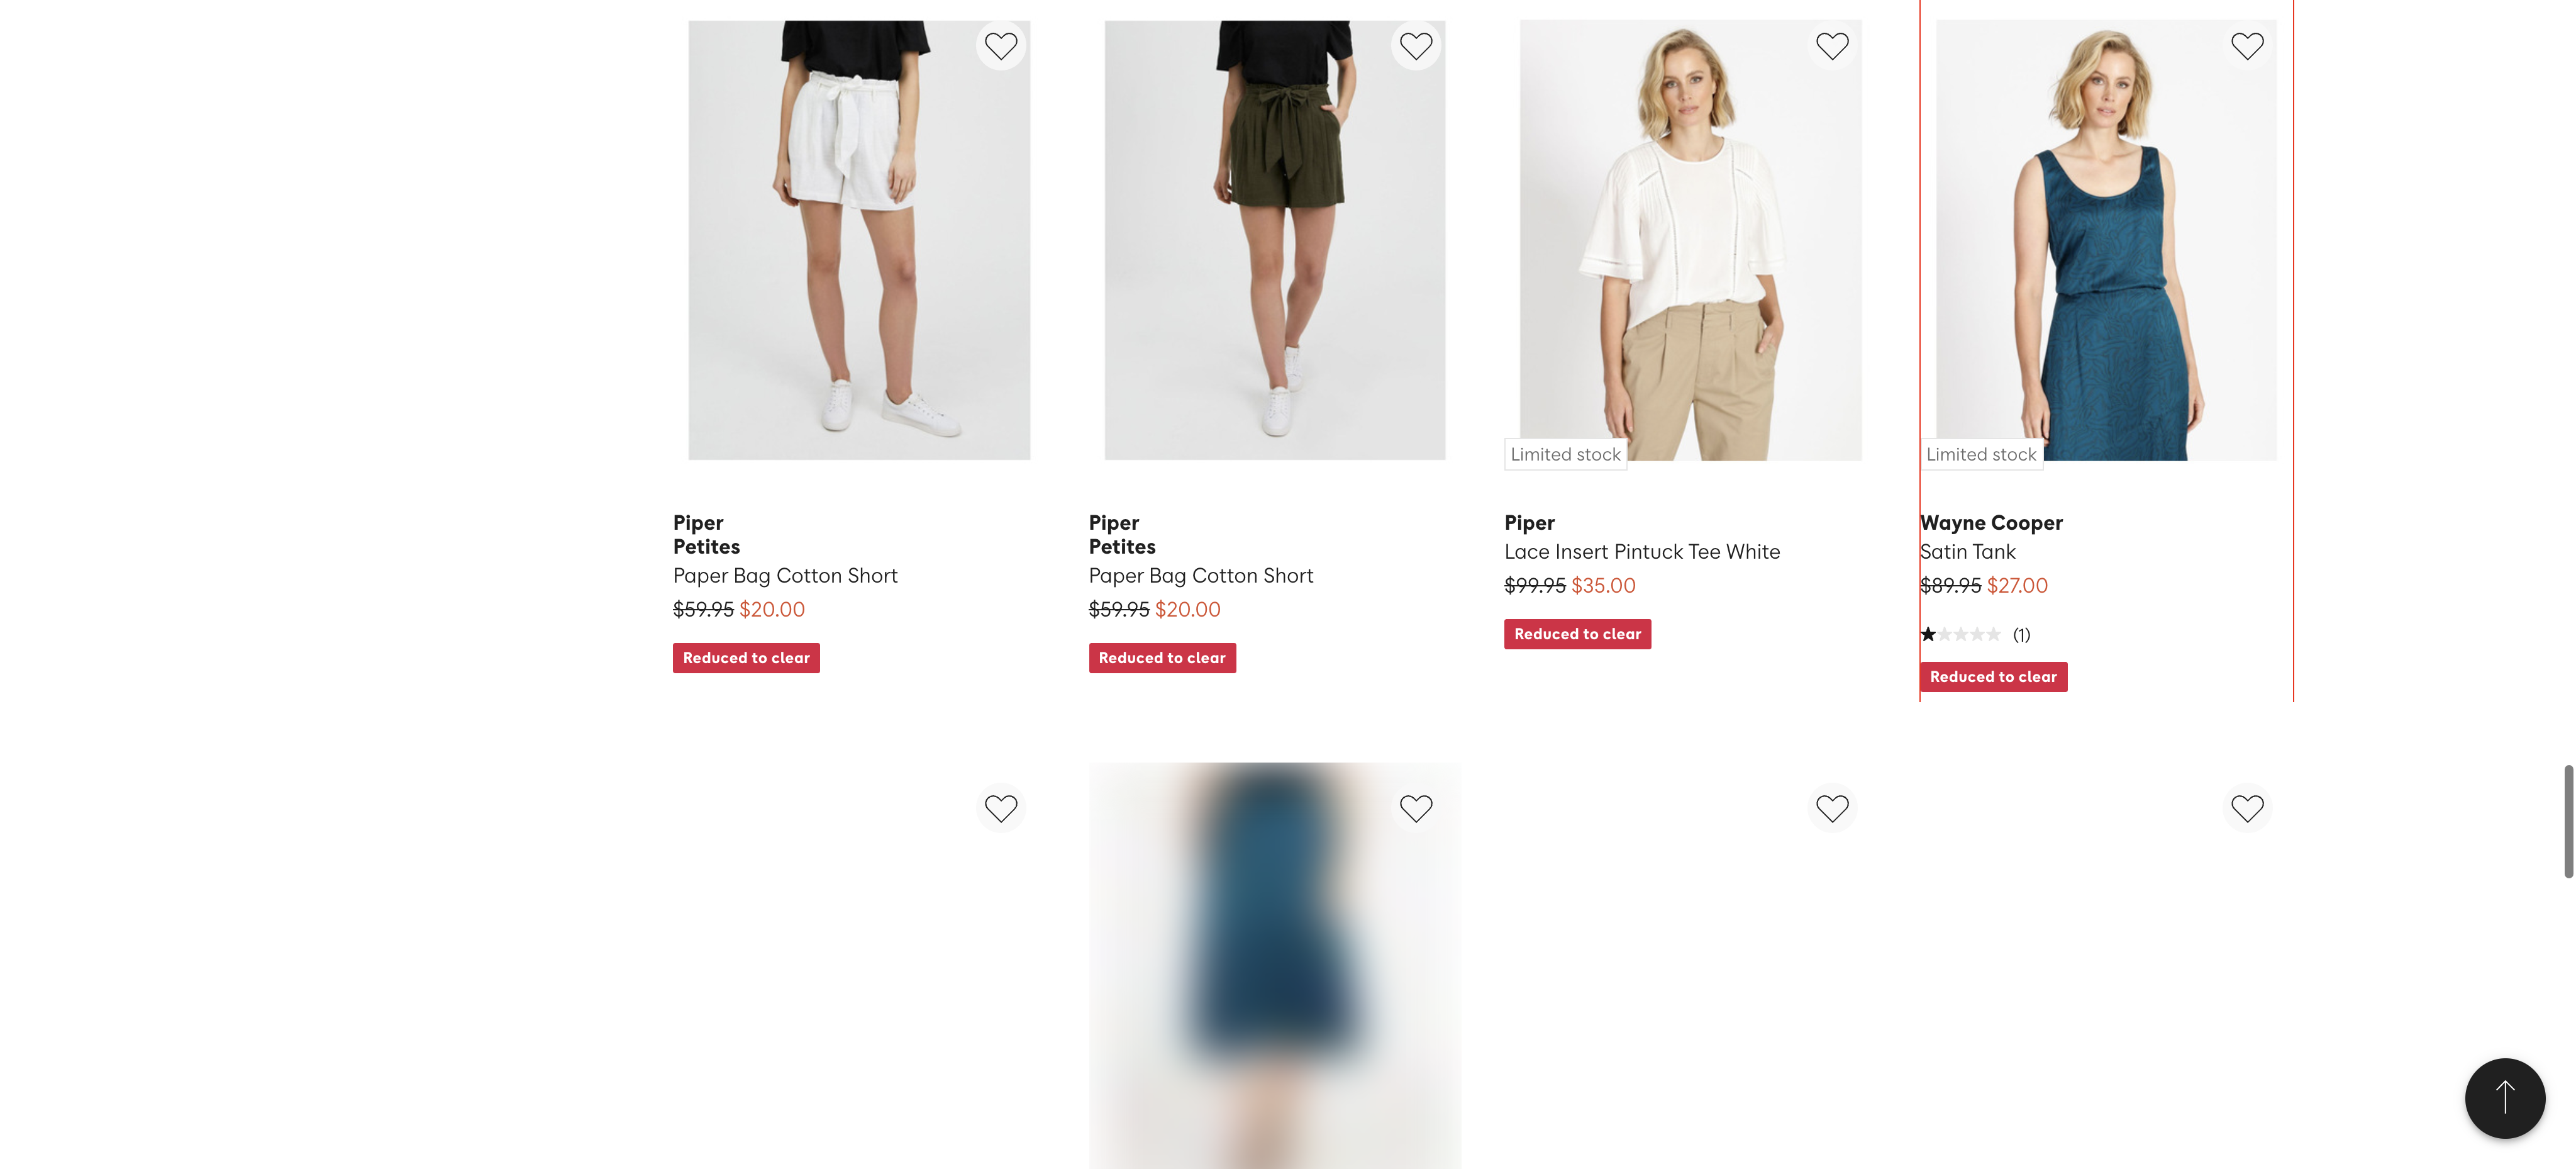 Limited stock
Limited stock
Piper
Petites
Paper Bag Cotton Short
$59.95 $20.00
Reduced to clear
Piper
Petites
Paper Bag Cotton Short
$59.95 $20.00
Reduced to clear
Piper
Lace Insert Pintuck Tee White
$99.95 $35.00
Reduced to clear
Wayne Cooper
Satin Tank
$89.95 $27.00
(1)
Reduced to clear